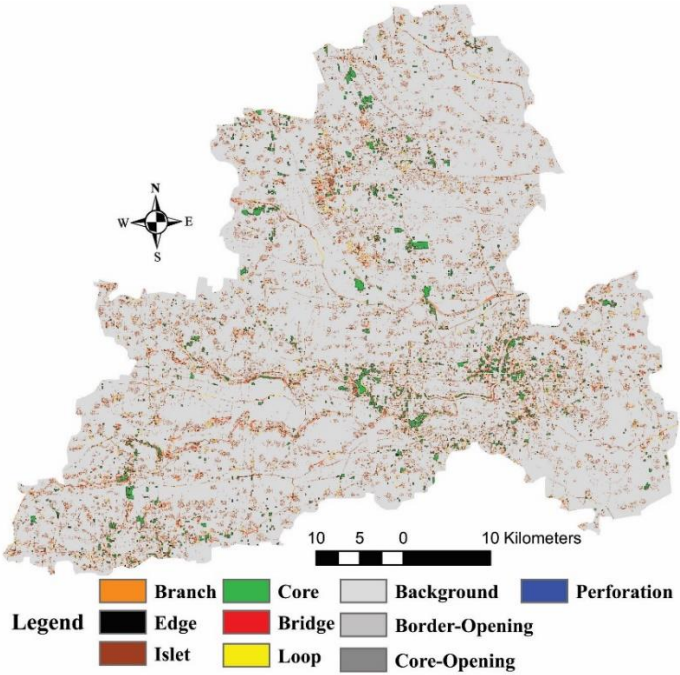 N
W E
S
10 5 0 10 Kilometers
Branch Core Background Perforation
Legend Edge Bridge Border-Opening
Islet Loop Core-Opening